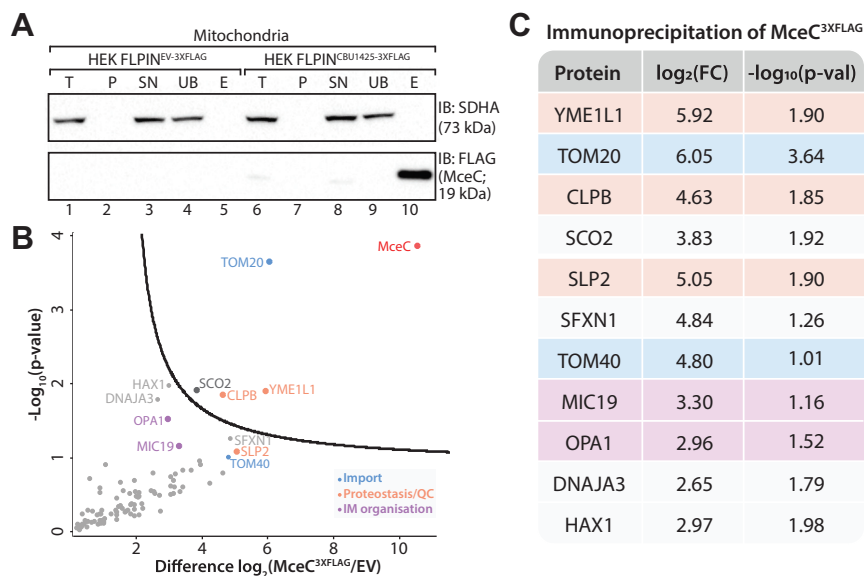 A
Mitochondria
HEK FLPIN^EV-3XFLAG HEK FLPIN^CBU1425-3XFLAG
T P SN UB E T P SN UB E
IB: SDHA
(73 kDa)
IB: FLAG
(MceC;
19 kDa)
1 2 3 4 5 6 7 8 9 10
B
-Log₁₀(p-value)
4
3
2
1
0
MceC
TOM20
HAX1
SCO2
YME1L1
DNAJA3
CLPB
OPA1
SFXN1
MIC19
SLP2
TOM40
Import
Proteostasis/QC
IM organisation
2 4 6 8 10
Difference log₂(MceC^3XFLAG/EV)
C
Immunoprecipitation of MceC^3XFLAG
Protein log₂(FC) -log₁₀(p-val)
YME1L1 5.92 1.90
TOM20 6.05 3.64
CLPB 4.63 1.85
SCO2 3.83 1.92
SLP2 5.05 1.90
SFXN1 4.84 1.26
TOM40 4.80 1.01
MIC19 3.30 1.16
OPA1 2.96 1.52
DNAJA3 2.65 1.79
HAX1 2.97 1.98